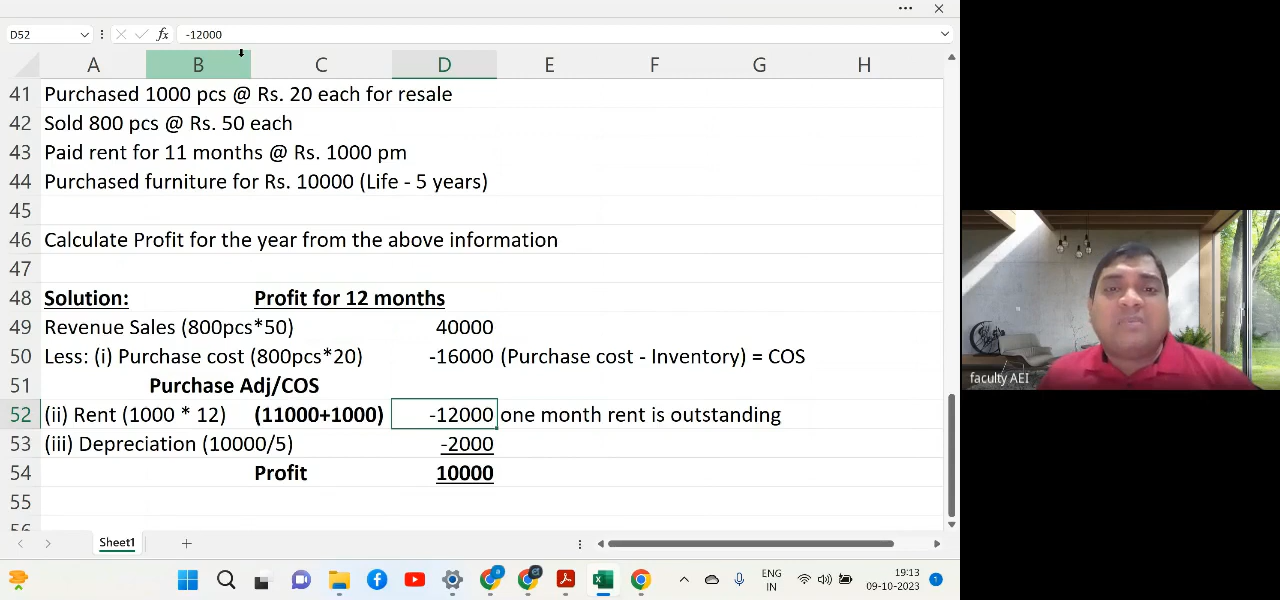 D52 fx -12000
A B C D E F G H
41 Purchased 1000 pcs @ Rs. 20 each for resale
42 Sold 800 pcs @ Rs. 50 each
43 Paid rent for 11 months @ Rs. 1000 pm
44 Purchased furniture for Rs. 10000 (Life - 5 years)
45
46 Calculate Profit for the year from the above information
47
48 Solution: Profit for 12 months
49 Revenue Sales (800pcs*50) 40000
50 Less: (i) Purchase cost (800pcs*20) -16000 (Purchase cost - Inventory) = COS
51 Purchase Adj/COS
52 (ii) Rent (1000 * 12) (11000+1000) -12000 one month rent is outstanding
53 (iii) Depreciation (10000/5) -2000
54 Profit 10000
55
56
Sheet1
faculty AEI
ENG
IN
19:13
09-10-2023
1